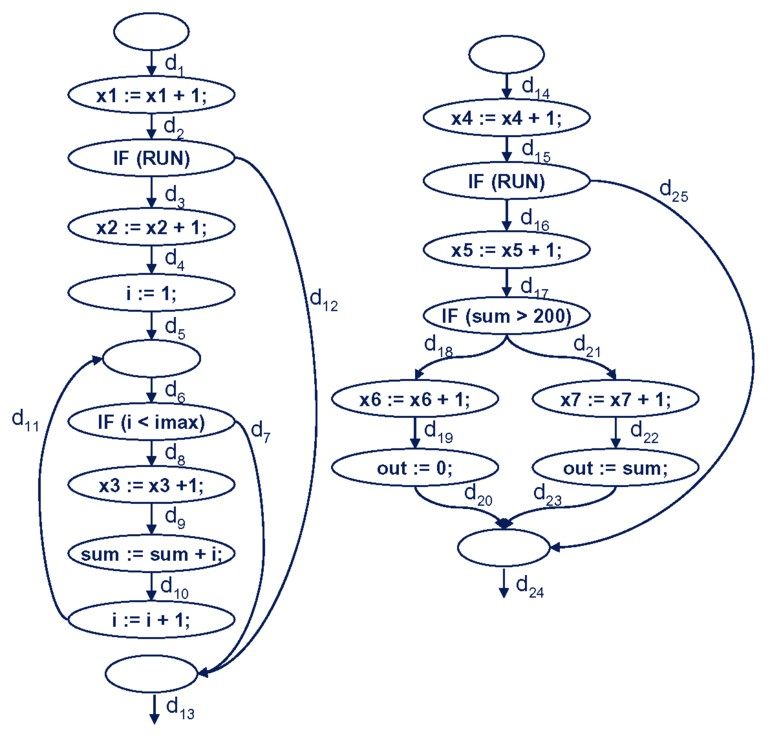 d1
x1 := x1 + 1;
d2
IF (RUN)
d3
x2 := x2 + 1;
d4
i := 1;
d12
d5
d6
d11
IF (i < imax)
d7
d8
x3 := x3 +1;
d9
sum := sum + i;
d10
i := i + 1;
d13
d14
x4 := x4 + 1;
d15
IF (RUN)
d25
d16
x5 := x5 + 1;
d17
IF (sum > 200)
d18
d21
x6 := x6 + 1;
x7 := x7 + 1;
d19
d22
out := 0;
out := sum;
d20
d23
d24